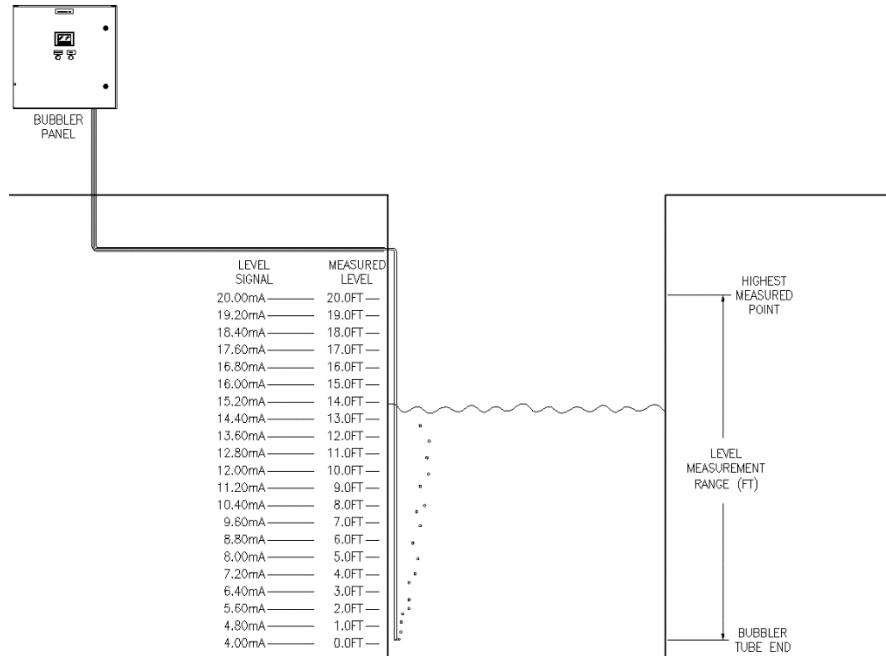 BUBBLER
PANEL
LEVEL
SIGNAL
MEASURED
LEVEL
20.00mA 20.0FT
19.20mA 19.0FT
18.40mA 18.0FT
17.60mA 17.0FT
16.80mA 16.0FT
16.00mA 15.0FT
15.20mA 14.0FT
14.40mA 13.0FT
13.60mA 12.0FT
12.80mA 11.0FT
12.00mA 10.0FT
11.20mA 9.0FT
10.40mA 8.0FT
9.60mA 7.0FT
8.80mA 6.0FT
8.00mA 5.0FT
7.20mA 4.0FT
6.40mA 3.0FT
5.60mA 2.0FT
4.80mA 1.0FT
4.00mA 0.0FT
HIGHEST
MEASURED
POINT
LEVEL
MEASUREMENT
RANGE (FT)
BUBBLER
TUBE END